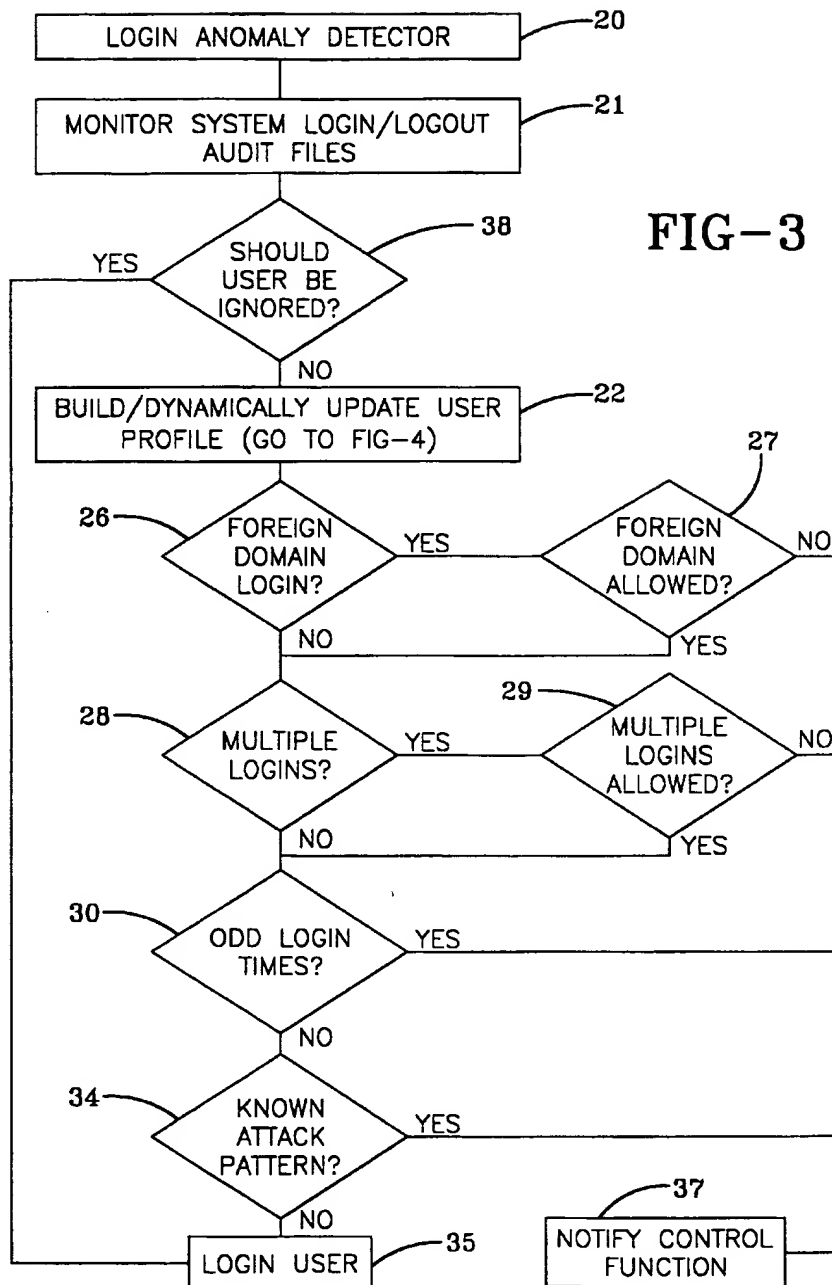 LOGIN ANOMALY DETECTOR
20
MONITOR SYSTEM LOGIN/LOGOUT
AUDIT FILES
21
FIG-3
SHOULD
USER BE
IGNORED?
38
YES
NO
BUILD/DYNAMICALLY UPDATE USER
PROFILE (GO TO FIG-4)
22
26
FOREIGN
DOMAIN
LOGIN?
YES
NO
27
FOREIGN
DOMAIN
ALLOWED?
NO
YES
28
MULTIPLE
LOGINS?
YES
NO
29
MULTIPLE
LOGINS
ALLOWED?
NO
YES
30
ODD LOGIN
TIMES?
YES
NO
34
KNOWN
ATTACK
PATTERN?
YES
NO
LOGIN USER
35
37
NOTIFY CONTROL
FUNCTION